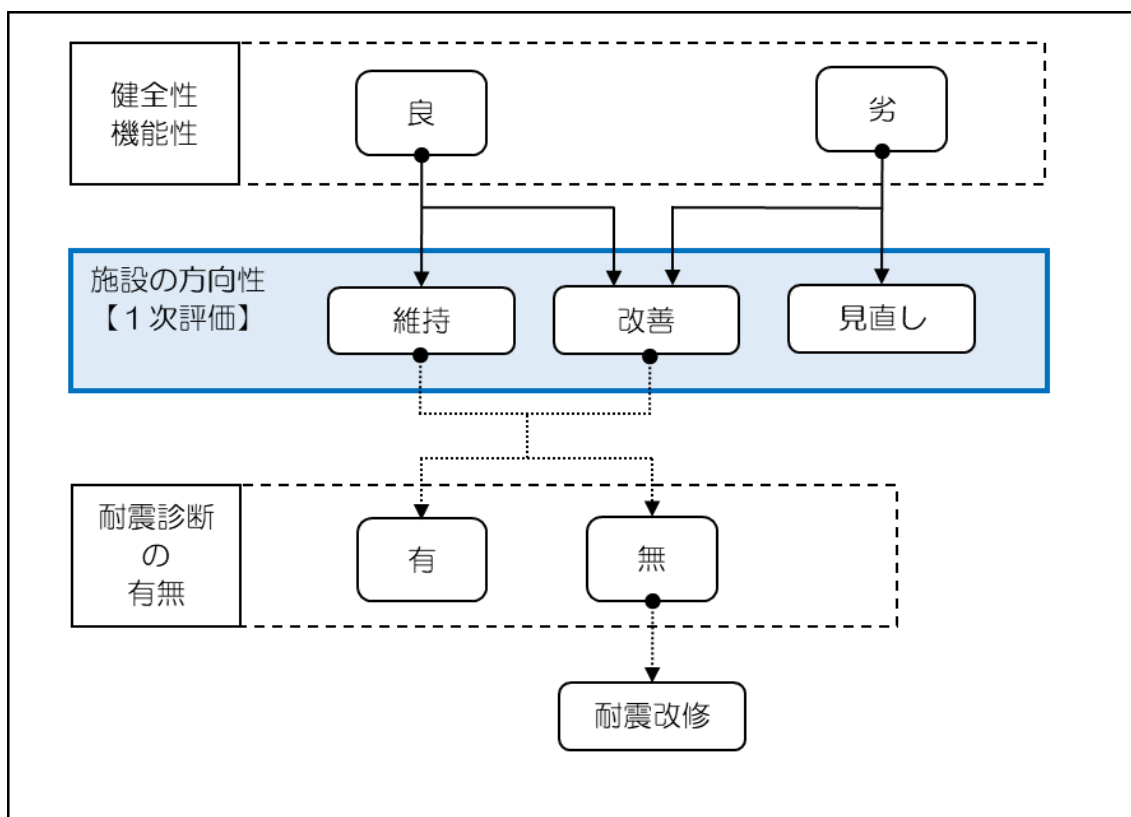 健全性
機能性
良
劣
施設の方向性
【１次評価】
維持
改善
見直し
耐震診断
の
有無
有
無
耐震改修